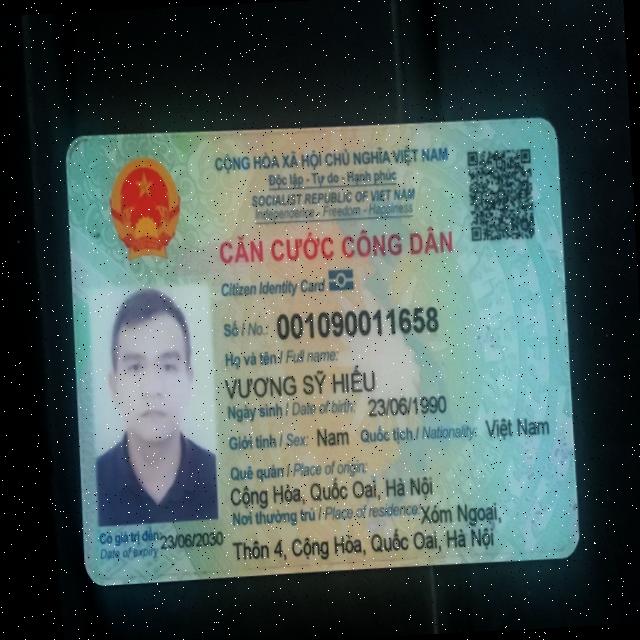 CỘNG HÒA XÃ HỘI CHỦ NGHĨA VIỆT NAM
Độc lập - Tự do - Hạnh phúc
SOCIALIST REPUBLIC OF VIET NAM
Independence - Freedom - Happiness
CĂN CƯỚC CÔNG DÂN
Citizen Identity Card
Số / No.: 001090011658
Họ và tên / Full name:
VƯƠNG SỸ HIẾU
Ngày sinh / Date of birth: 23/06/1990
Giới tính / Sex: Nam Quốc tịch / Nationality: Việt Nam
Quê quán / Place of origin:
Cộng Hòa, Quốc Oai, Hà Nội
Nơi thường trú / Place of residence: Xóm Ngoại,
Thôn 4, Cộng Hòa, Quốc Oai, Hà Nội
Có giá trị đến: 23/06/2030
Date of expiry